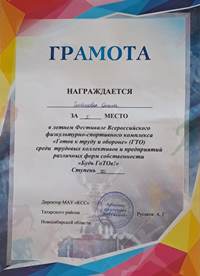 ГРАМОТА
НАГРАЖДАЕТСЯ
ЗА МЕСТО
в летнем Фестивале Всероссийского
физкультурно-спортивного комплекса
«Готов к труду и обороне» (ГТО)
среди трудовых коллективов и предприятий
различных форм собственности
«Будь ГоТОв!»
Ступень
Директор МАУ «КСС»
Татарского района
Новосибирской области